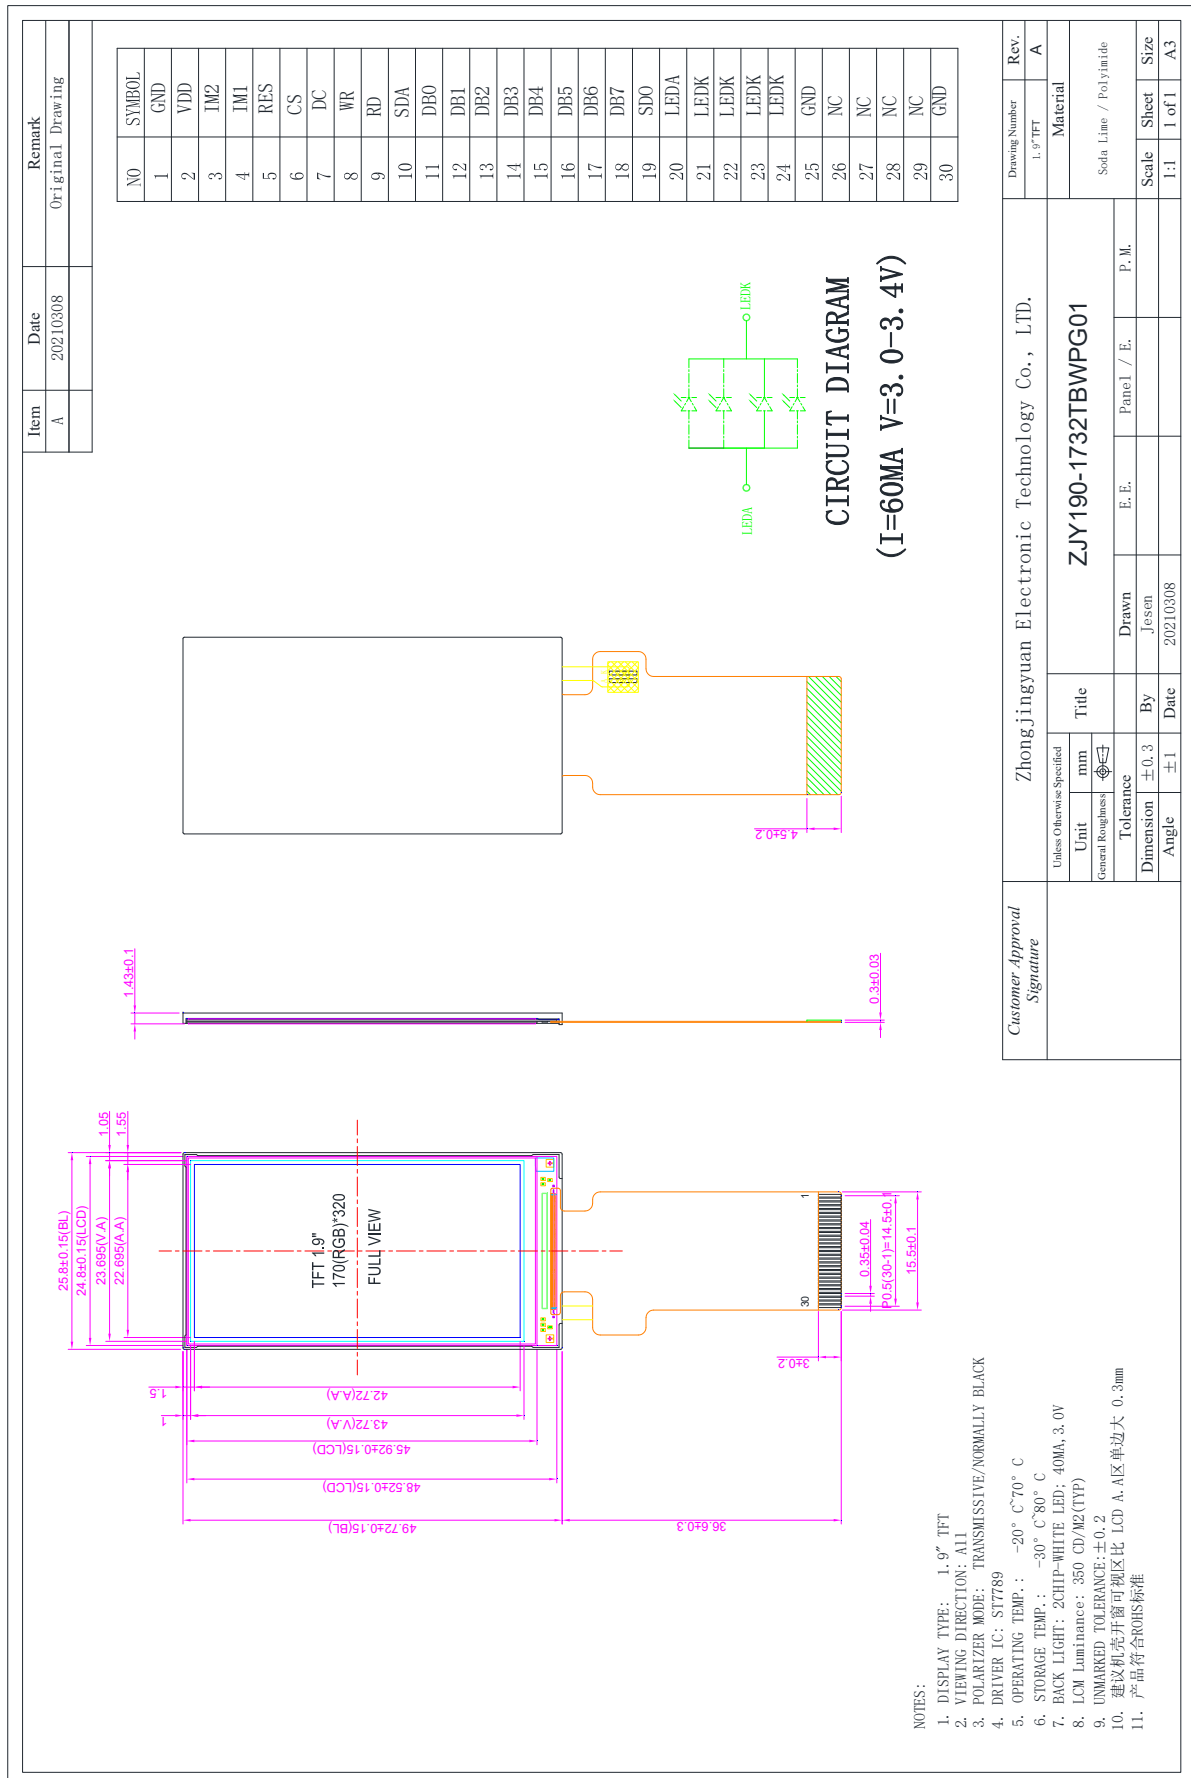 Item Date Remark
A 20210308 Original Drawing
NO SYMBOL
1 GND
2 VDD
3 IM2
4 IM1
5 RES
6 CS
7 DC
8 WR
9 RD
10 SDA
11 DB0
12 DB1
13 DB2
14 DB3
15 DB4
16 DB5
17 DB6
18 DB7
19 SDO
20 LEDA
21 LEDK
22 LEDK
23 LEDK
24 LEDK
25 GND
26 NC
27 NC
28 NC
29 NC
30 GND
25.8±0.15(BL)
24.8±0.15(LCD)
23.695(V.A)
22.695(A.A)
1.05
1.55
1.5
1
42.72(A.A)
43.72(V.A)
45.92±0.15(LCD)
48.52±0.15(LCD)
49.72±0.15(BL)
36.6±0.3
TFT 1.9"
170(RGB)*320
FULL VIEW
30
1
3±0.2
0.35±0.04
P0.5(30-1)=14.5±0.1
15.5±0.1
1.43±0.1
0.3±0.03
4.5±0.2
LEDA
LEDK
CIRCUIT DIAGRAM
(I=60MA V=3.0-3.4V)
NOTES:
1. DISPLAY TYPE: 1.9" TFT
2. VIEWING DIRECTION: All
3. POLARIZER MODE: TRANSMISSIVE/NORMALLY BLACK
4. DRIVER IC: ST7789
5. OPERATING TEMP.: -20° C~70° C
6. STORAGE TEMP.: -30° C~80° C
7. BACK LIGHT: 2CHIP-WHITE LED; 40MA,3.0V
8. LCM Luminance: 350 CD/M2(TYP)
9. UNMARKED TOLERANCE:±0.2
10. 建议机壳开窗可视区比 LCD A.A区单边大 0.3mm
11. 产品符合ROHS标准
Customer Approval
Signature
Zhongjingyuan Electronic Technology Co., LTD.
Drawing Number Rev.
1.9"TFT A
Unless Otherwise Specified
Unit mm
General Roughness
Tolerance
Dimension ±0.3
Angle ±1
Title
ZJY190-1732TBWPG01
Material
Soda Lime / Polyimide
Drawn E.E. Panel / E. P.M.
By Jesen
Date 20210308
Scale Sheet Size
1:1 1 of 1 A3